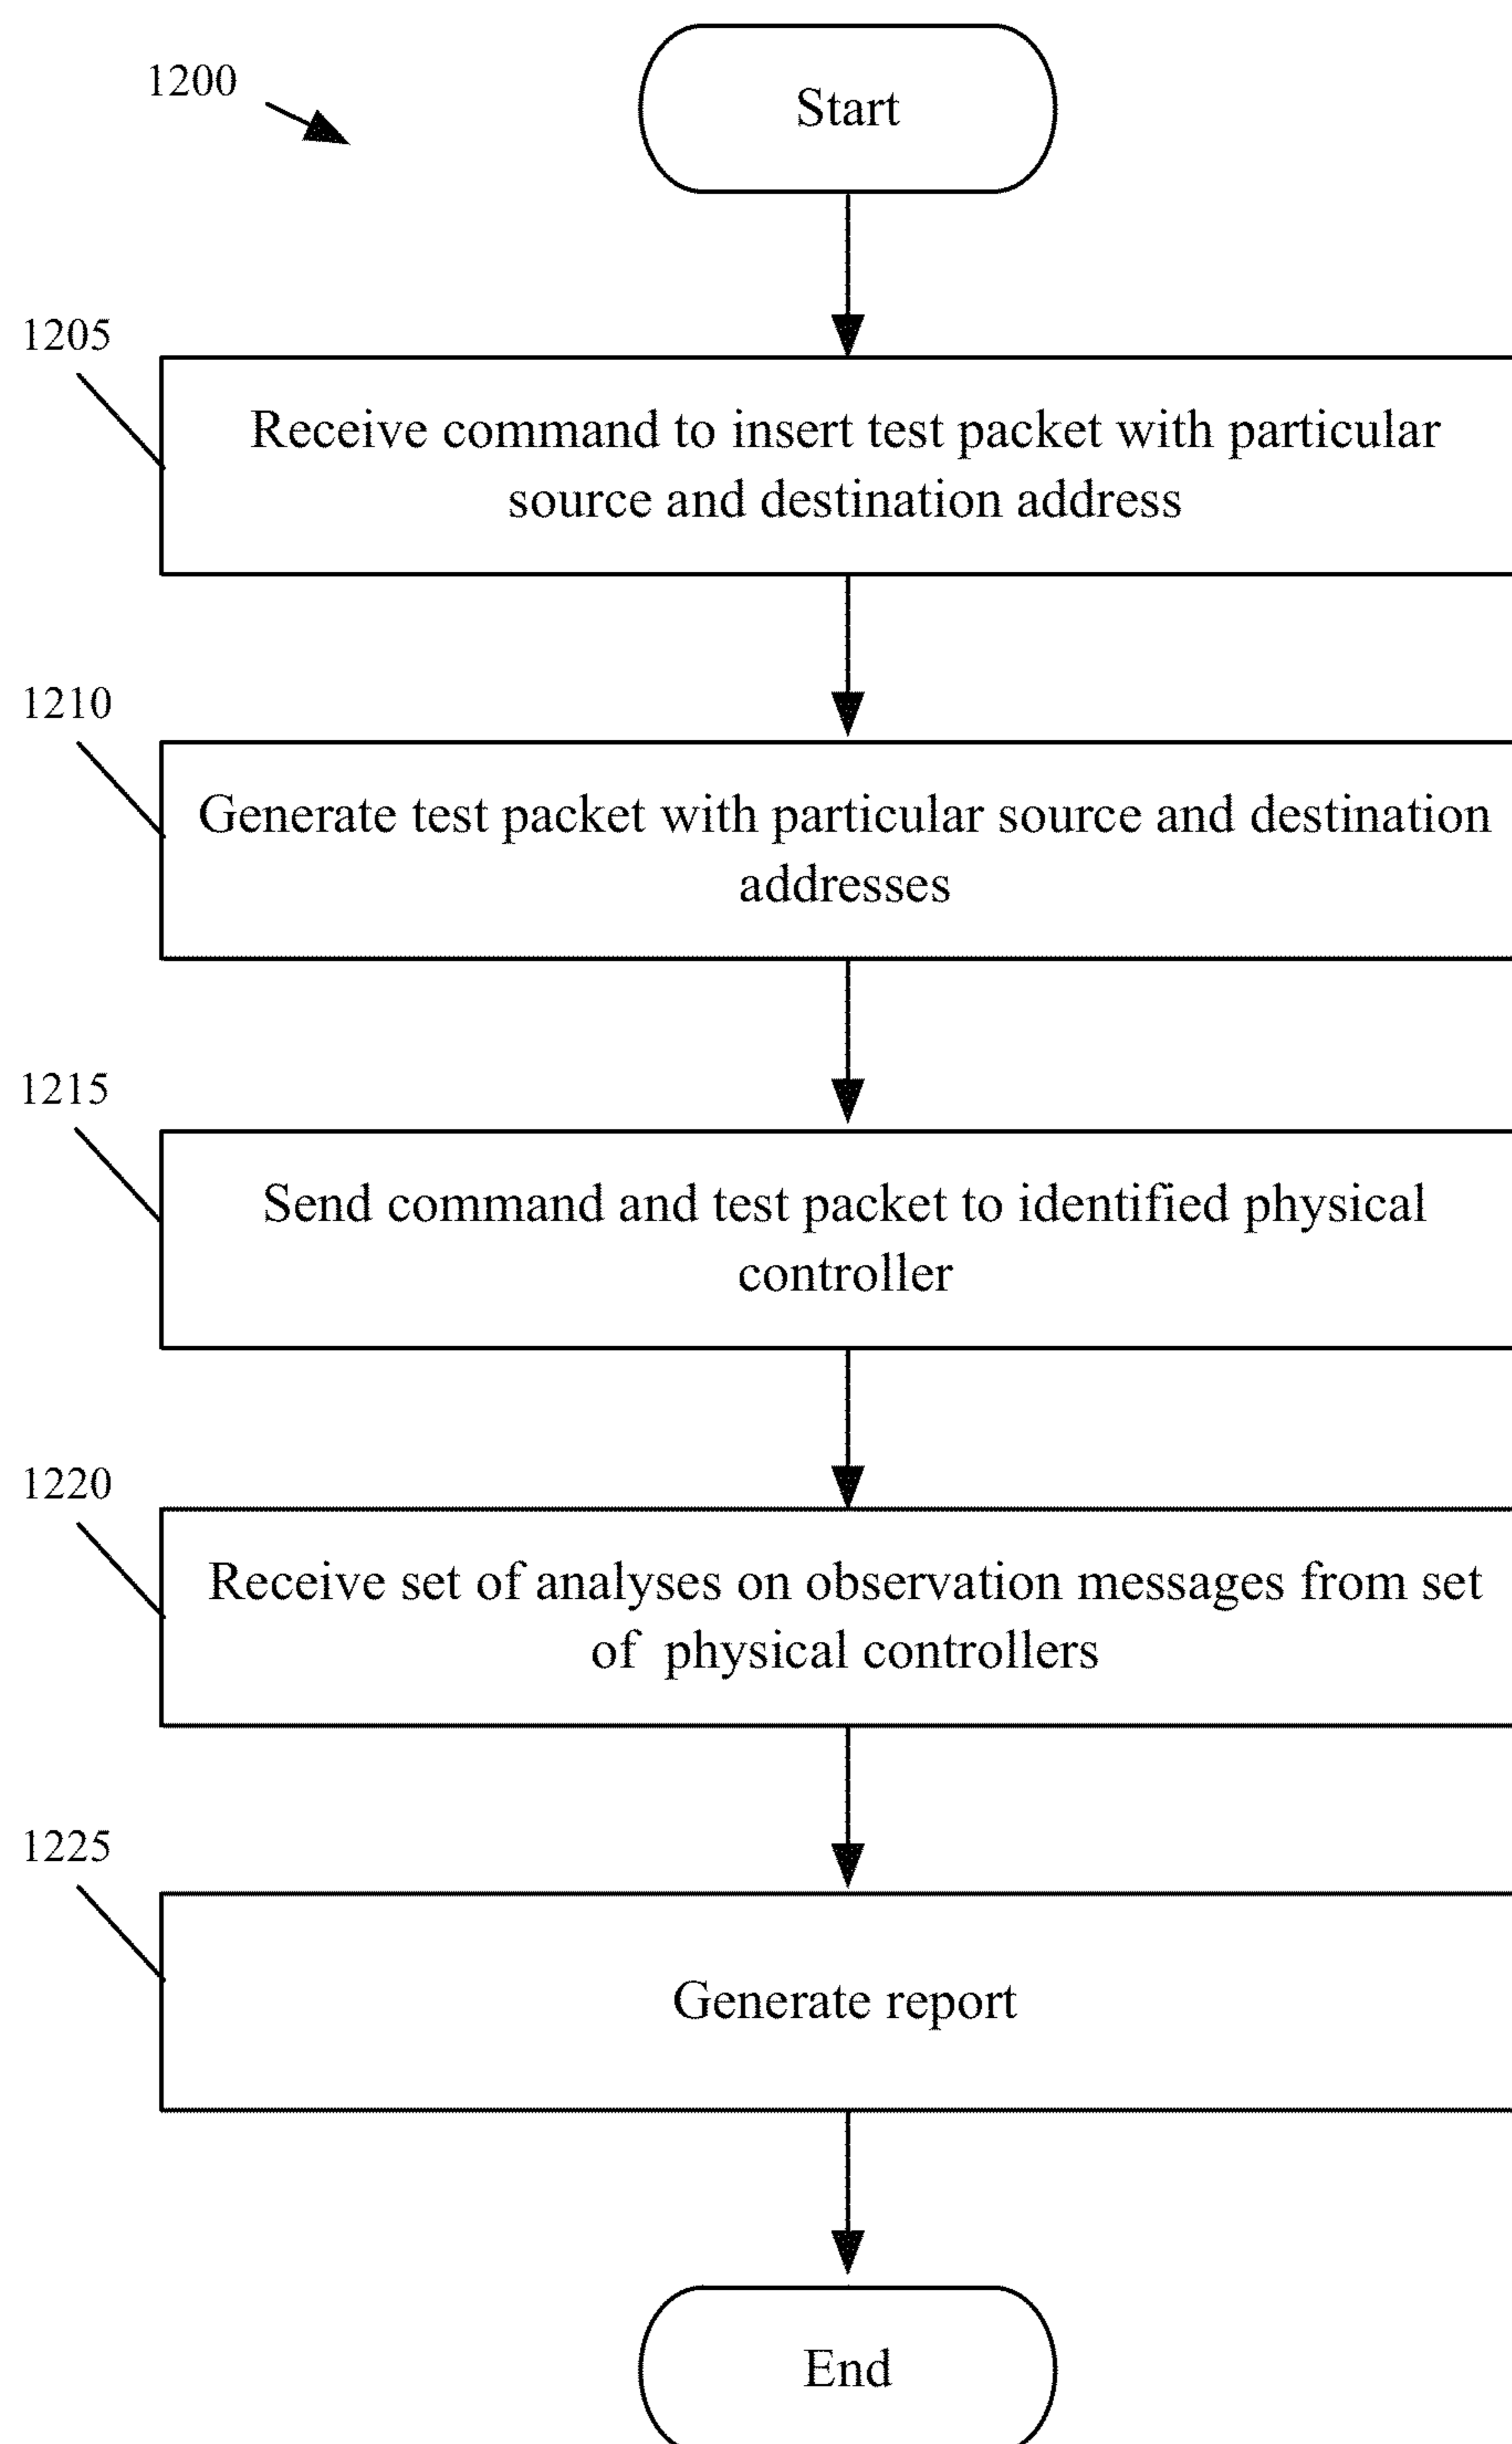 1200
Start
1205
Receive command to insert test packet with particular
source and destination address
1210
Generate test packet with particular source and destination
addresses
1215
Send command and test packet to identified physical
controller
1220
Receive set of analyses on observation messages from set
of physical controllers
1225
Generate report
End